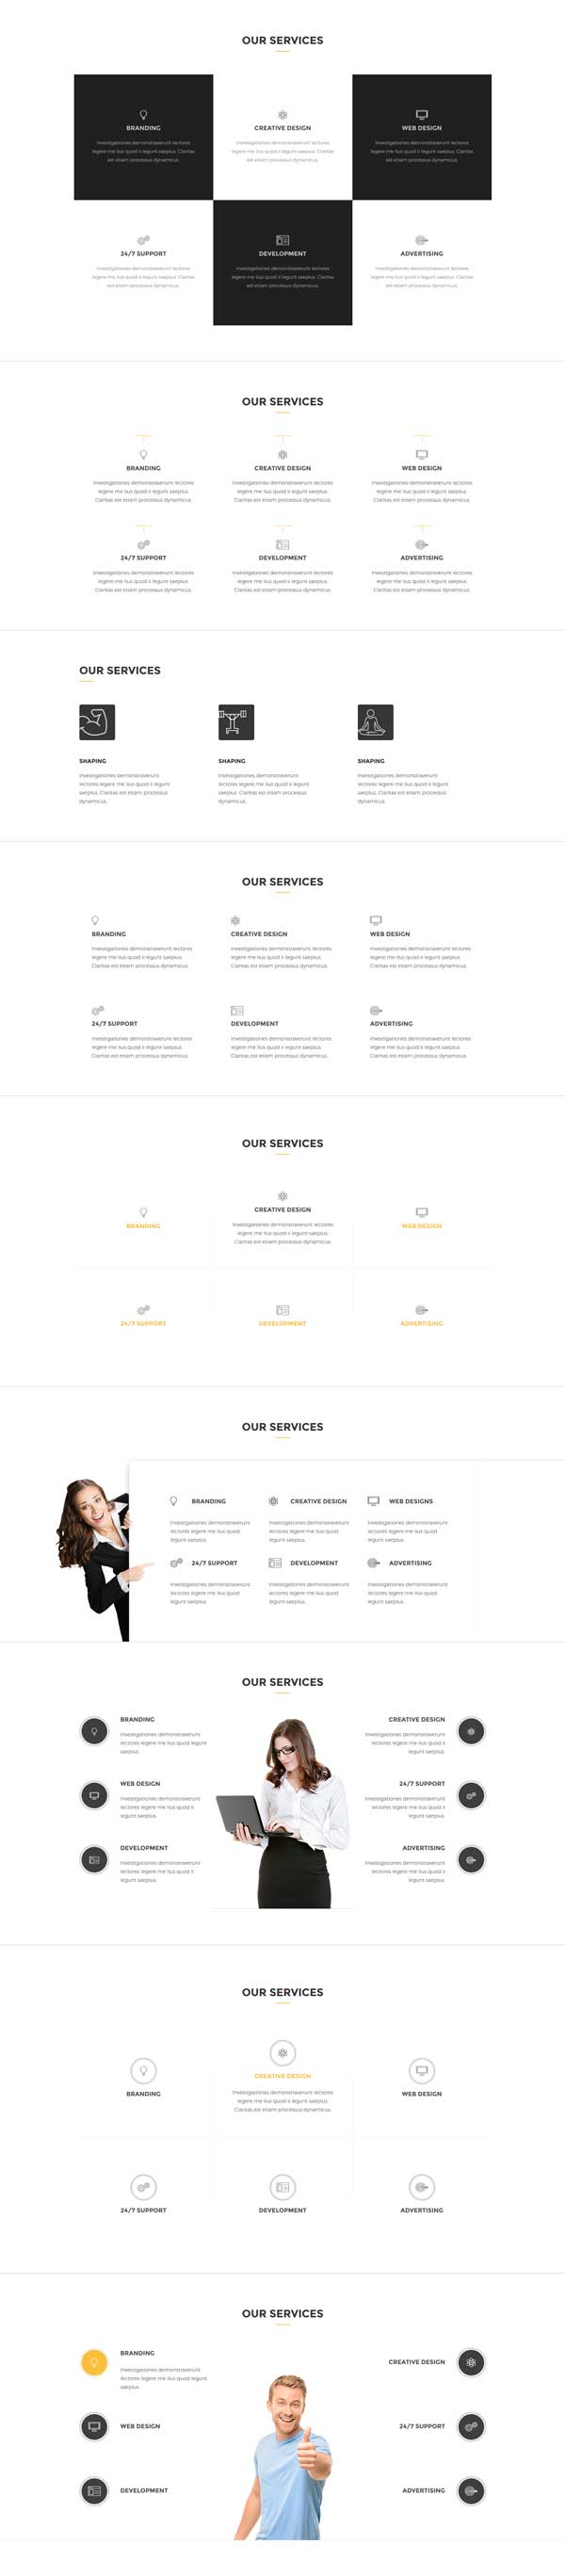 OUR SERVICES
BRANDING
Investigationes demonstraverunt lectores
legere me lius quod ii legunt saepius. Claritas
est etiam processus dynamicus.
CREATIVE DESIGN
Investigationes demonstraverunt lectores
legere me lius quod ii legunt saepius. Claritas
est etiam processus dynamicus.
WEB DESIGN
Investigationes demonstraverunt lectores
legere me lius quod ii legunt saepius. Claritas
est etiam processus dynamicus.
24/7 SUPPORT
Investigationes demonstraverunt lectores
legere me lius quod ii legunt saepius. Claritas
est etiam processus dynamicus.
DEVELOPMENT
Investigationes demonstraverunt lectores
legere me lius quod ii legunt saepius. Claritas
est etiam processus dynamicus.
ADVERTISING
Investigationes demonstraverunt lectores
legere me lius quod ii legunt saepius. Claritas
est etiam processus dynamicus.
OUR SERVICES
BRANDING
Investigationes demonstraverunt lectores
legere me lius quod ii legunt saepius.
Claritas est etiam processus dynamicus.
CREATIVE DESIGN
Investigationes demonstraverunt lectores
legere me lius quod ii legunt saepius.
Claritas est etiam processus dynamicus.
WEB DESIGN
Investigationes demonstraverunt lectores
legere me lius quod ii legunt saepius.
Claritas est etiam processus dynamicus.
24/7 SUPPORT
Investigationes demonstraverunt lectores
legere me lius quod ii legunt saepius.
Claritas est etiam processus dynamicus.
DEVELOPMENT
Investigationes demonstraverunt lectores
legere me lius quod ii legunt saepius.
Claritas est etiam processus dynamicus.
ADVERTISING
Investigationes demonstraverunt lectores
legere me lius quod ii legunt saepius.
Claritas est etiam processus dynamicus.
OUR SERVICES
SHAPING
Investigationes demonstraverunt
lectores legere me lius quod ii legunt
saepius. Claritas est etiam processus
dynamicus.
SHAPING
Investigationes demonstraverunt
lectores legere me lius quod ii legunt
saepius. Claritas est etiam processus
dynamicus.
SHAPING
Investigationes demonstraverunt
lectores legere me lius quod ii legunt
saepius. Claritas est etiam processus
dynamicus.
OUR SERVICES
BRANDING
Investigationes demonstraverunt lectores
legere me lius quod ii legunt saepius.
Claritas est etiam processus dynamicus.
CREATIVE DESIGN
Investigationes demonstraverunt lectores
legere me lius quod ii legunt saepius.
Claritas est etiam processus dynamicus.
WEB DESIGN
Investigationes demonstraverunt lectores
legere me lius quod ii legunt saepius.
Claritas est etiam processus dynamicus.
24/7 SUPPORT
Investigationes demonstraverunt lectores
legere me lius quod ii legunt saepius.
Claritas est etiam processus dynamicus.
DEVELOPMENT
Investigationes demonstraverunt lectores
legere me lius quod ii legunt saepius.
Claritas est etiam processus dynamicus.
ADVERTISING
Investigationes demonstraverunt lectores
legere me lius quod ii legunt saepius.
Claritas est etiam processus dynamicus.
OUR SERVICES
BRANDING
CREATIVE DESIGN
Investigationes demonstraverunt lectores
legere me lius quod ii legunt saepius.
Claritas est etiam processus dynamicus.
WEB DESIGN
24/7 SUPPORT
DEVELOPMENT
ADVERTISING
OUR SERVICES
BRANDING
Investigationes demonstraverunt
lectores legere me lius quod
legunt saepius.
CREATIVE DESIGN
Investigationes demonstraverunt
lectores legere me lius quod
legunt saepius.
WEB DESIGNS
Investigationes demonstraverunt
lectores legere me lius quod
legunt saepius.
24/7 SUPPORT
Investigationes demonstraverunt
lectores legere me lius quod
legunt saepius.
DEVELOPMENT
Investigationes demonstraverunt
lectores legere me lius quod
legunt saepius.
ADVERTISING
Investigationes demonstraverunt
lectores legere me lius quod
legunt saepius.
OUR SERVICES
BRANDING
Investigationes demonstraverunt
lectores legere me lius quod legunt
saepius.
CREATIVE DESIGN
Investigationes demonstraverunt
lectores legere me lius quod ii
legunt saepius.
WEB DESIGN
Investigationes demonstraverunt
lectores legere me lius quod ii
legunt saepius.
24/7 SUPPORT
Investigationes demonstraverunt
lectores legere me lius quod ii
legunt saepius.
DEVELOPMENT
Investigationes demonstraverunt
lectores legere me lius quod ii
legunt saepius.
ADVERTISING
Investigationes demonstraverunt
lectores legere me lius quod ii
legunt saepius.
OUR SERVICES
BRANDING
CREATIVE DESIGN
Investigationes demonstraverunt lectores
legere me lius quod ii legunt saepius.
Claritas est etiam processus dynamicus.
WEB DESIGN
24/7 SUPPORT
DEVELOPMENT
ADVERTISING
OUR SERVICES
BRANDING
Investigationes demonstraverunt
lectores legere me lius quod legunt
saepius.
CREATIVE DESIGN
WEB DESIGN
24/7 SUPPORT
DEVELOPMENT
ADVERTISING